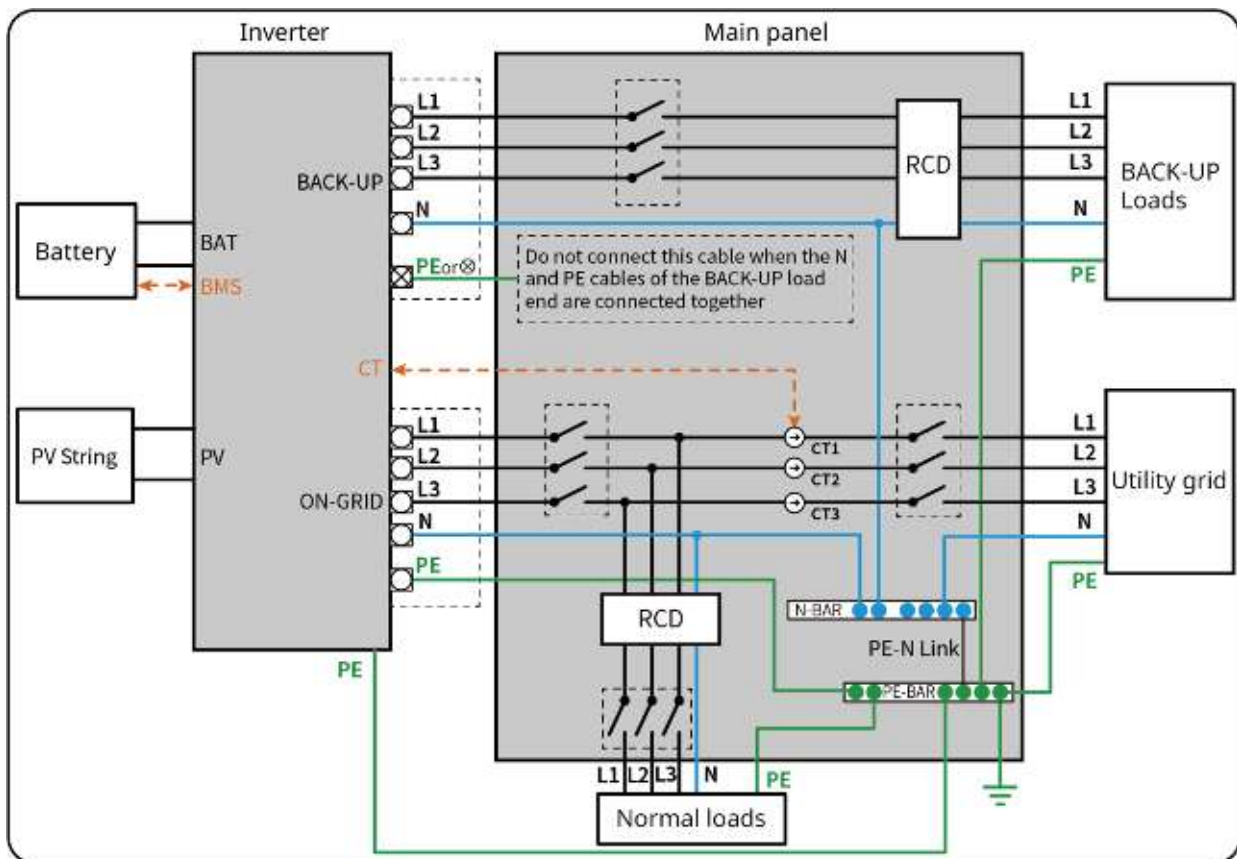 Inverter
Main panel
L1
L2
L3
BACK-UP
N
PEor⊗
RCD
L1
L2
L3
N
PE
BACK-UP
Loads
Battery
BAT
BMS
Do not connect this cable when the N
and PE cables of the BACK-UP load
end are connected together
CT
PV String
PV
ON-GRID
L1
L2
L3
N
PE
CT1
CT2
CT3
L1
L2
L3
N
PE
Utility grid
N-BAR
RCD
PE-N Link
PE
PE-BAR
L1
L2
L3
N
PE
Normal loads